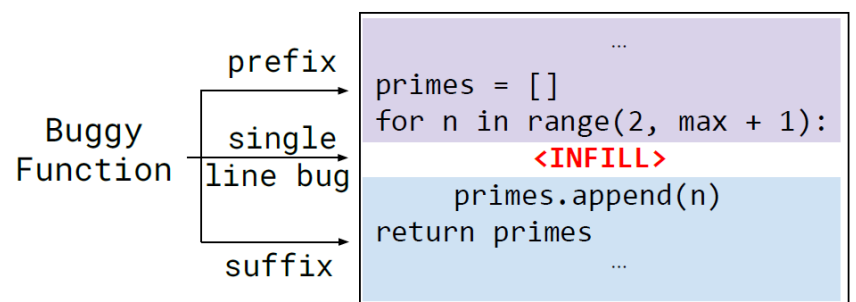 Buggy
Function
prefix
single
line bug
suffix
...
primes = []
for n in range(2, max + 1):
<INFILL>
primes.append(n)
return primes
...